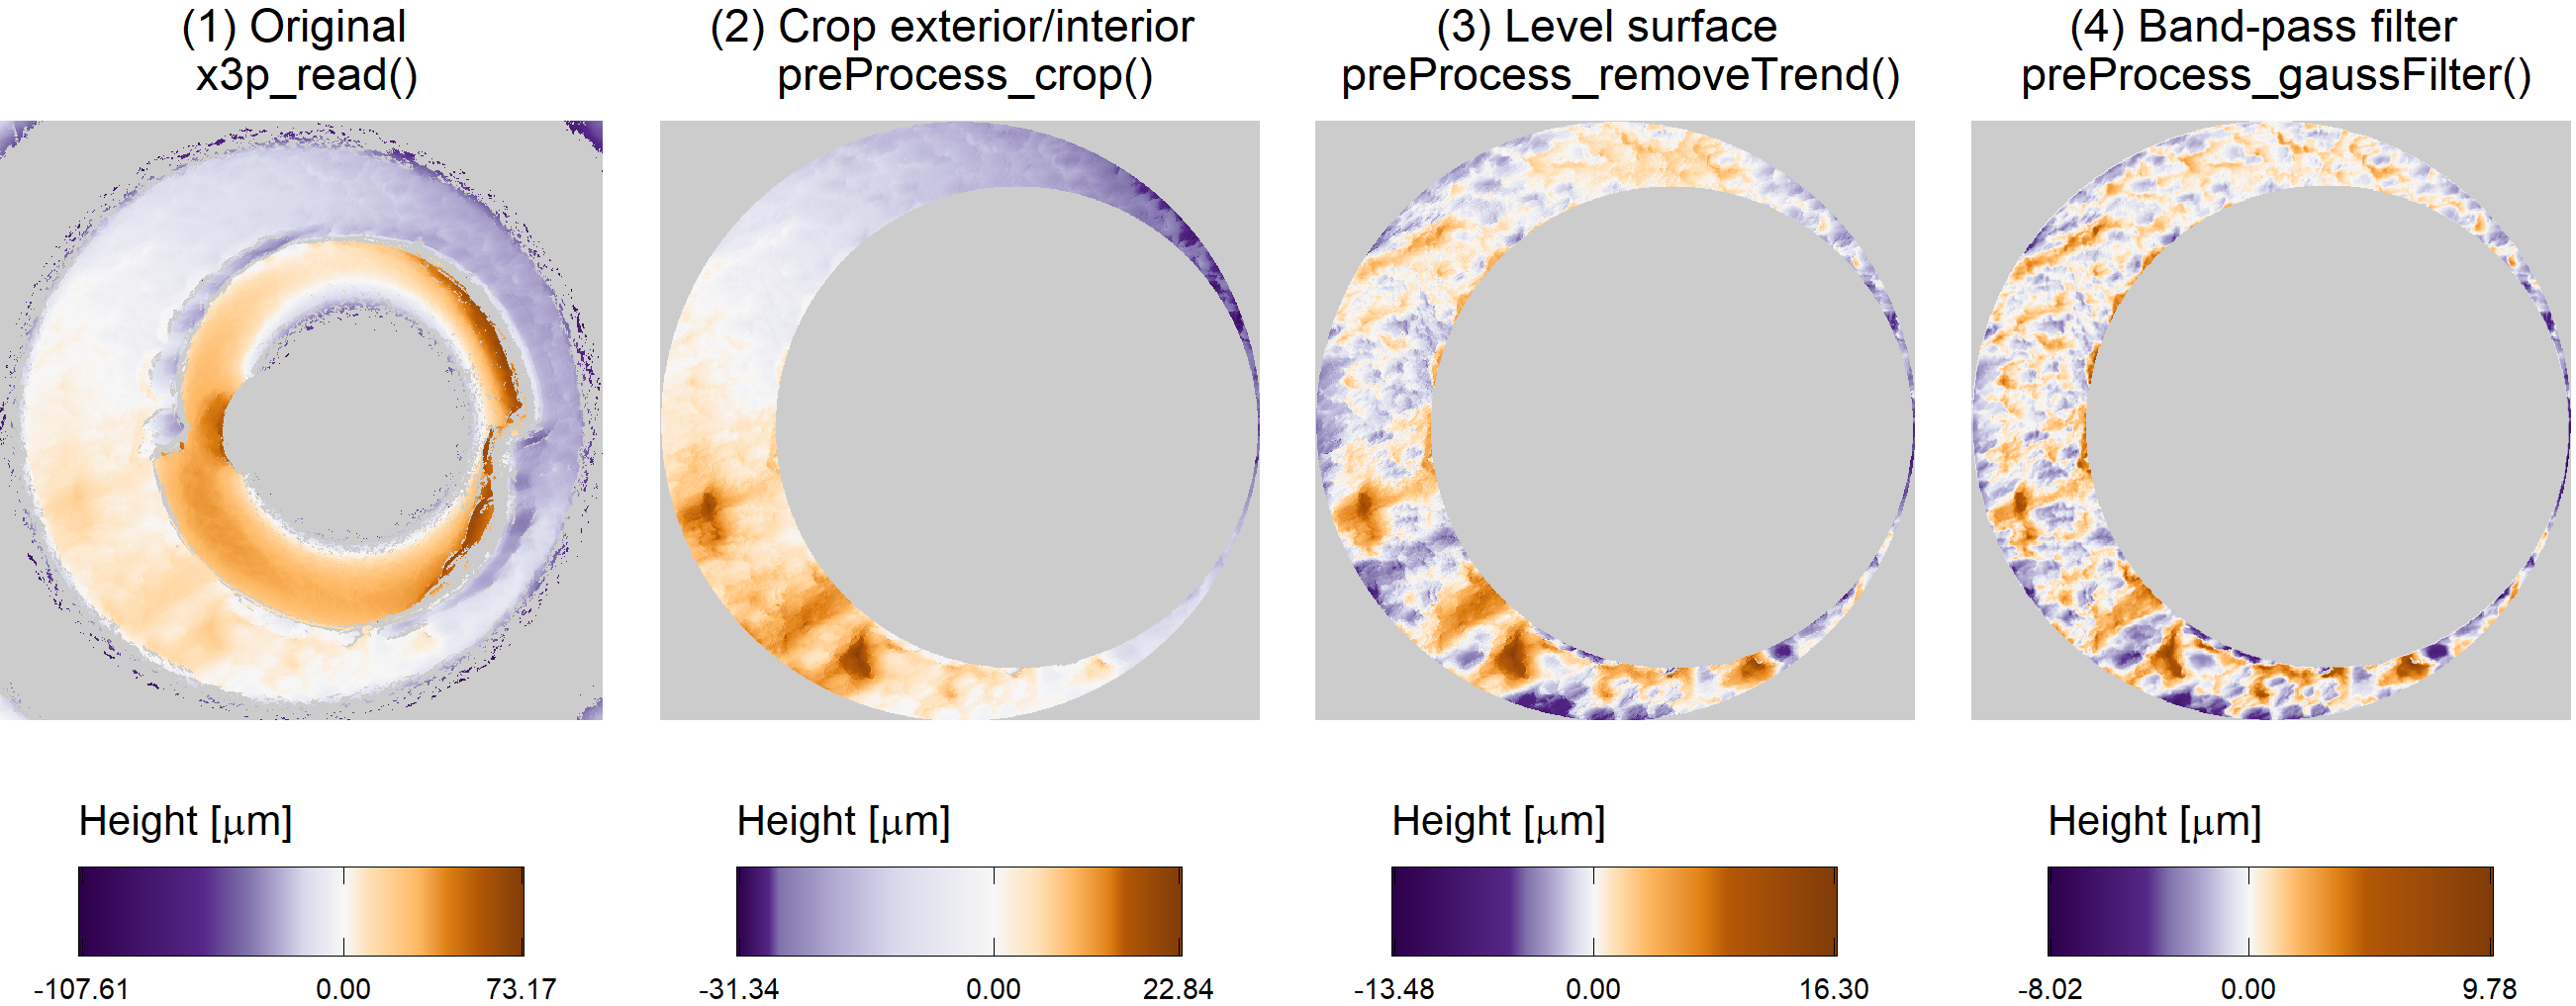 (1) Original
x3p_read()
(2) Crop exterior/interior
preProcess_crop()
(3) Level surface
preProcess_removeTrend()
(4) Band-pass filter
preProcess_gaussFilter()
Height [μm]
-107.61 0.00 73.17
Height [μm]
-31.34 0.00 22.84
Height [μm]
-13.48 0.00 16.30
Height [μm]
-8.02 0.00 9.78